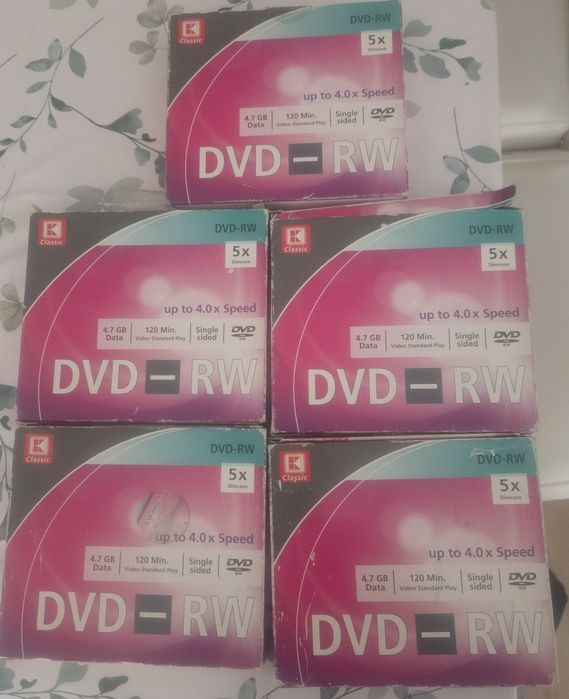 K
Classic
DVD-RW
5x
Slimcase
up to 4.0x Speed
4.7 GB Data
120 Min. Video Standard Play
Single sided
DVD RW
DVD-RW
K
Classic
DVD-RW
5x
Slimcase
up to 4.0x Speed
4.7 GB Data
120 Min. Video Standard Play
Single sided
DVD RW
DVD-RW
K
Classic
DVD-RW
5x
Slimcase
up to 4.0x Speed
4.7 GB Data
120 Min. Video Standard Play
Single sided
DVD RW
DVD-RW
K
Classic
DVD-RW
5x
Slimcase
up to 4.0x Speed
4.7 GB Data
120 Min. Video Standard Play
Single sided
DVD RW
DVD-RW
K
Classic
DVD-RW
5x
Slimcase
up to 4.0x Speed
4.7 GB Data
120 Min. Video Standard Play
Single sided
DVD RW
DVD-RW